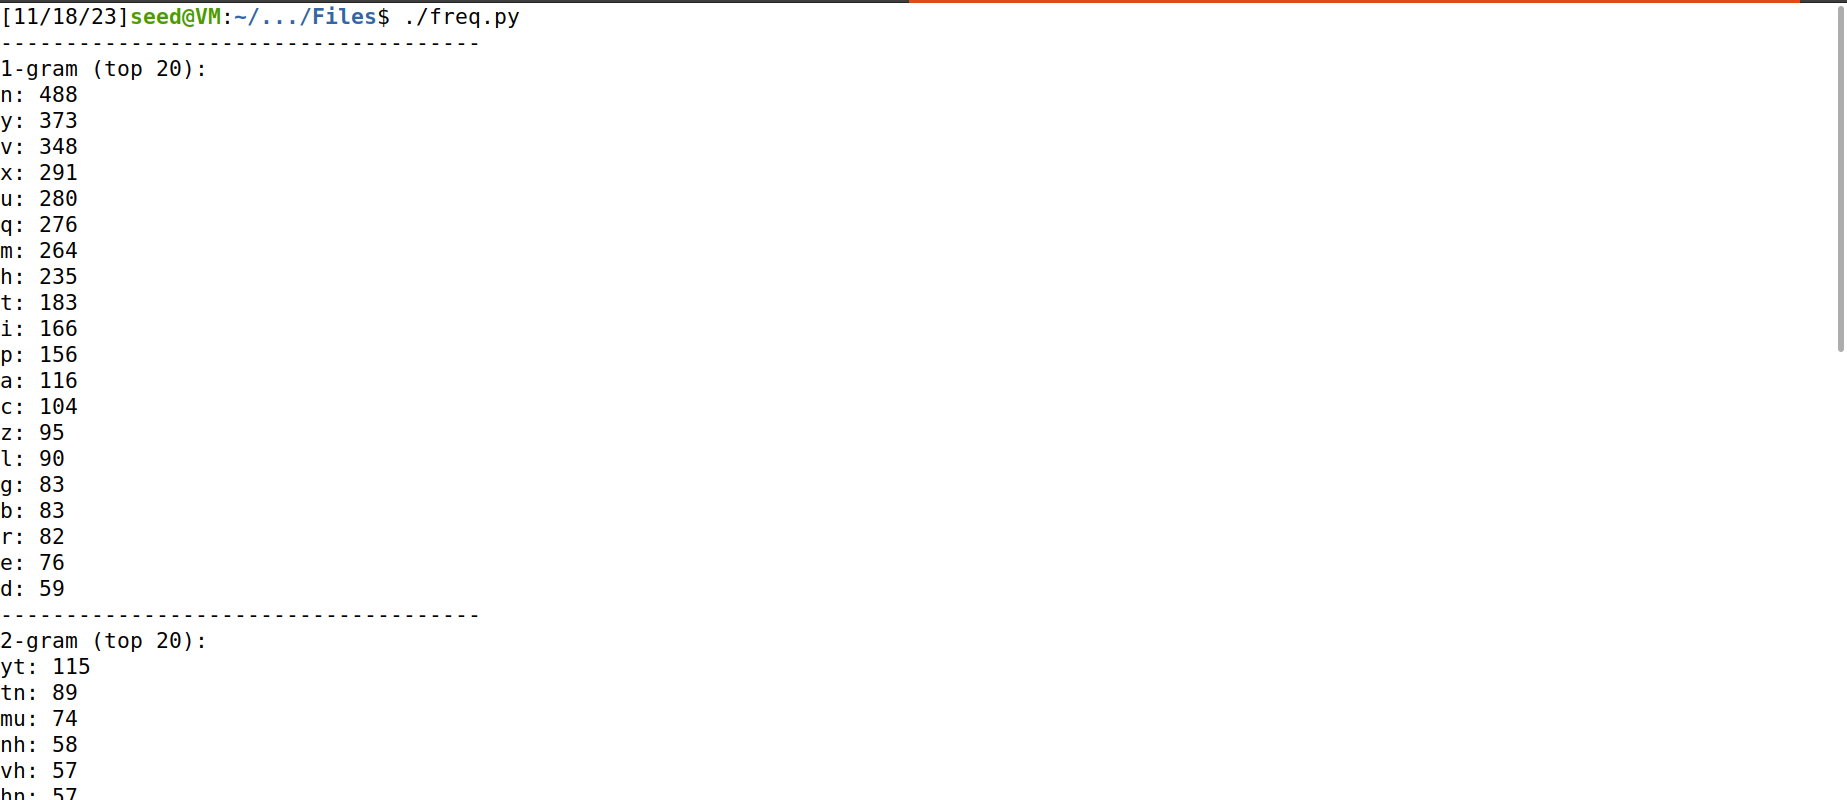 [11/18/23]seed@VM:~/.../Files$ ./freq.py
-------------------------------------
1-gram (top 20):
n: 488
y: 373
v: 348
x: 291
u: 280
q: 276
m: 264
h: 235
t: 183
i: 166
p: 156
a: 116
c: 104
z: 95
l: 90
g: 83
b: 83
r: 82
e: 76
d: 59
-------------------------------------
2-gram (top 20):
yt: 115
tn: 89
mu: 74
nh: 58
vh: 57
hn: 57